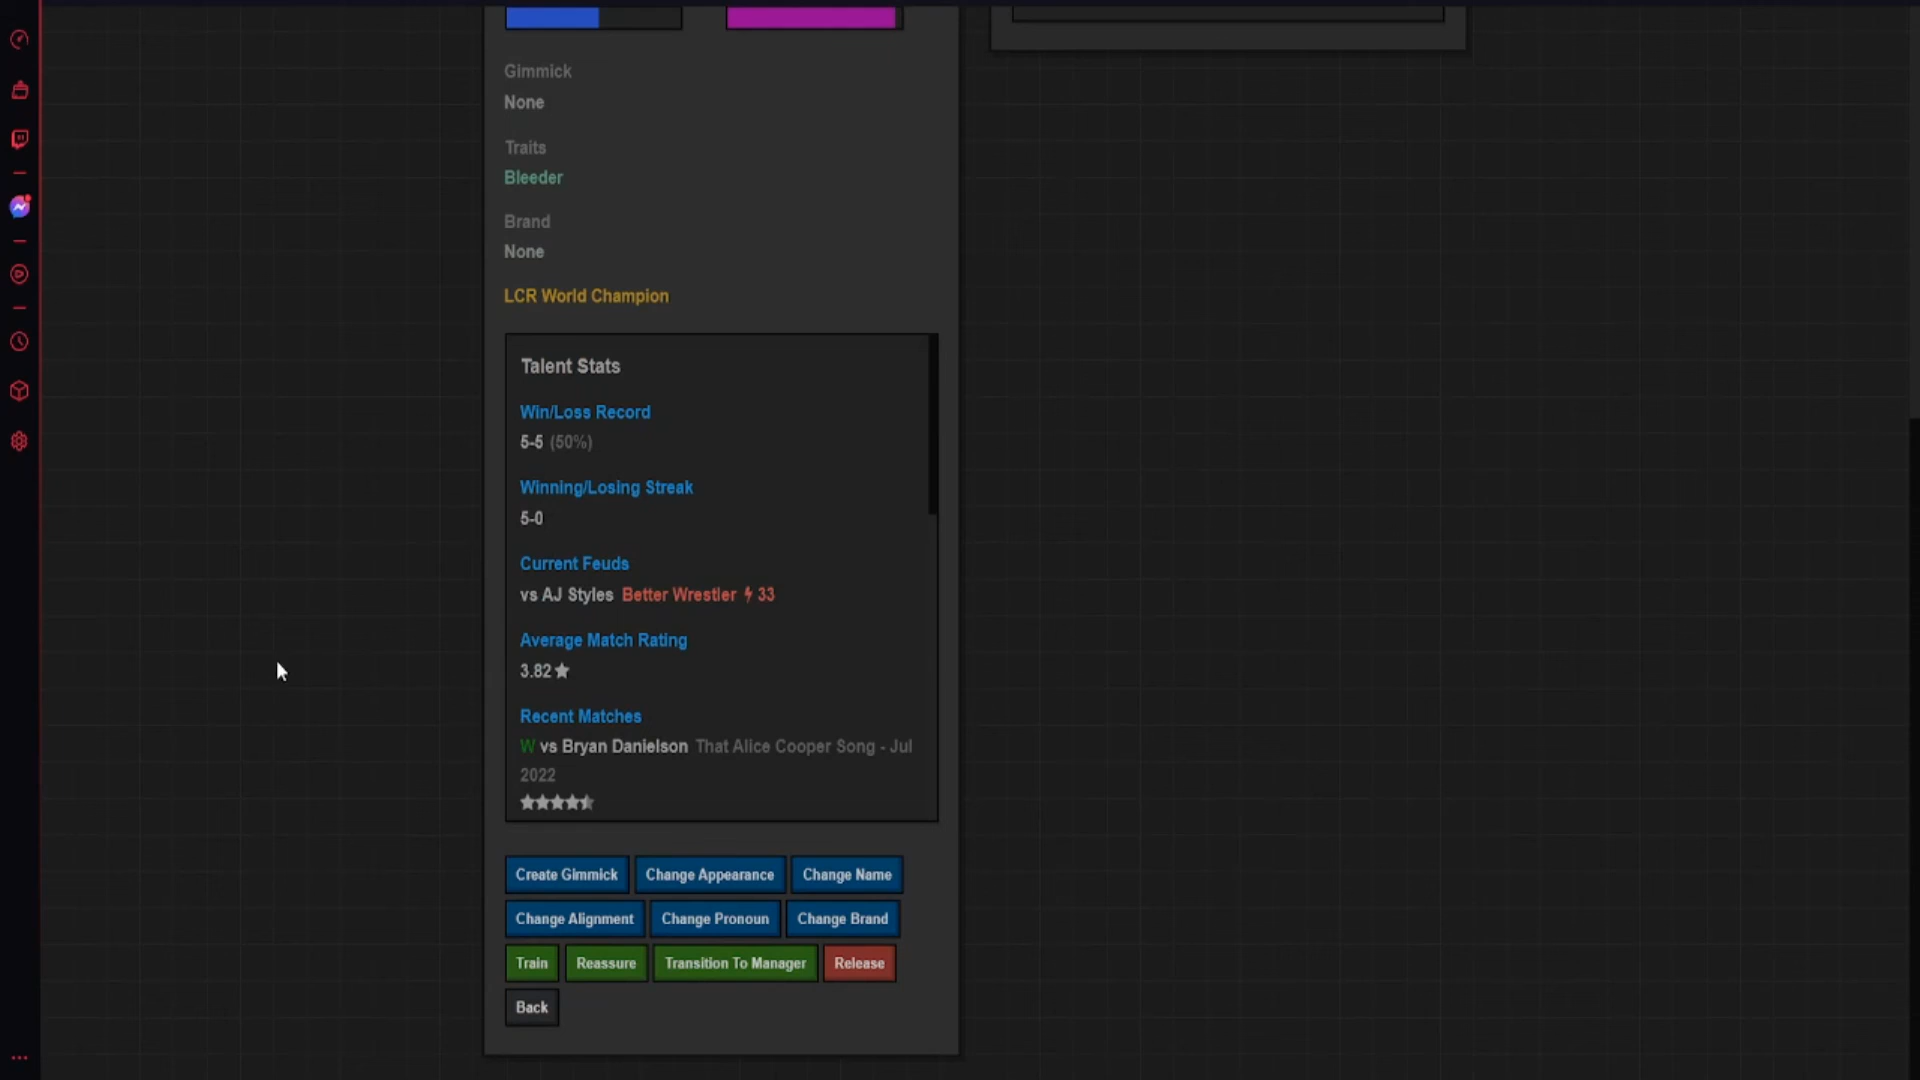 Gimmick
None
Traits
Bleeder
Brand
None
LCR World Champion
Talent Stats
Win/Loss Record
5-5 (50%)
Winning/Losing Streak
5-0
Current Feuds
vs AJ Styles Better Wrestler 33
Average Match Rating
3.82★
Recent Matches
W vs Bryan Danielson That Alice Cooper Song - Jul
2022
Create Gimmick Change Appearance Change Name
Change Alignment Change Pronoun Change Brand
Train Reassure Transition To Manager Release
Back